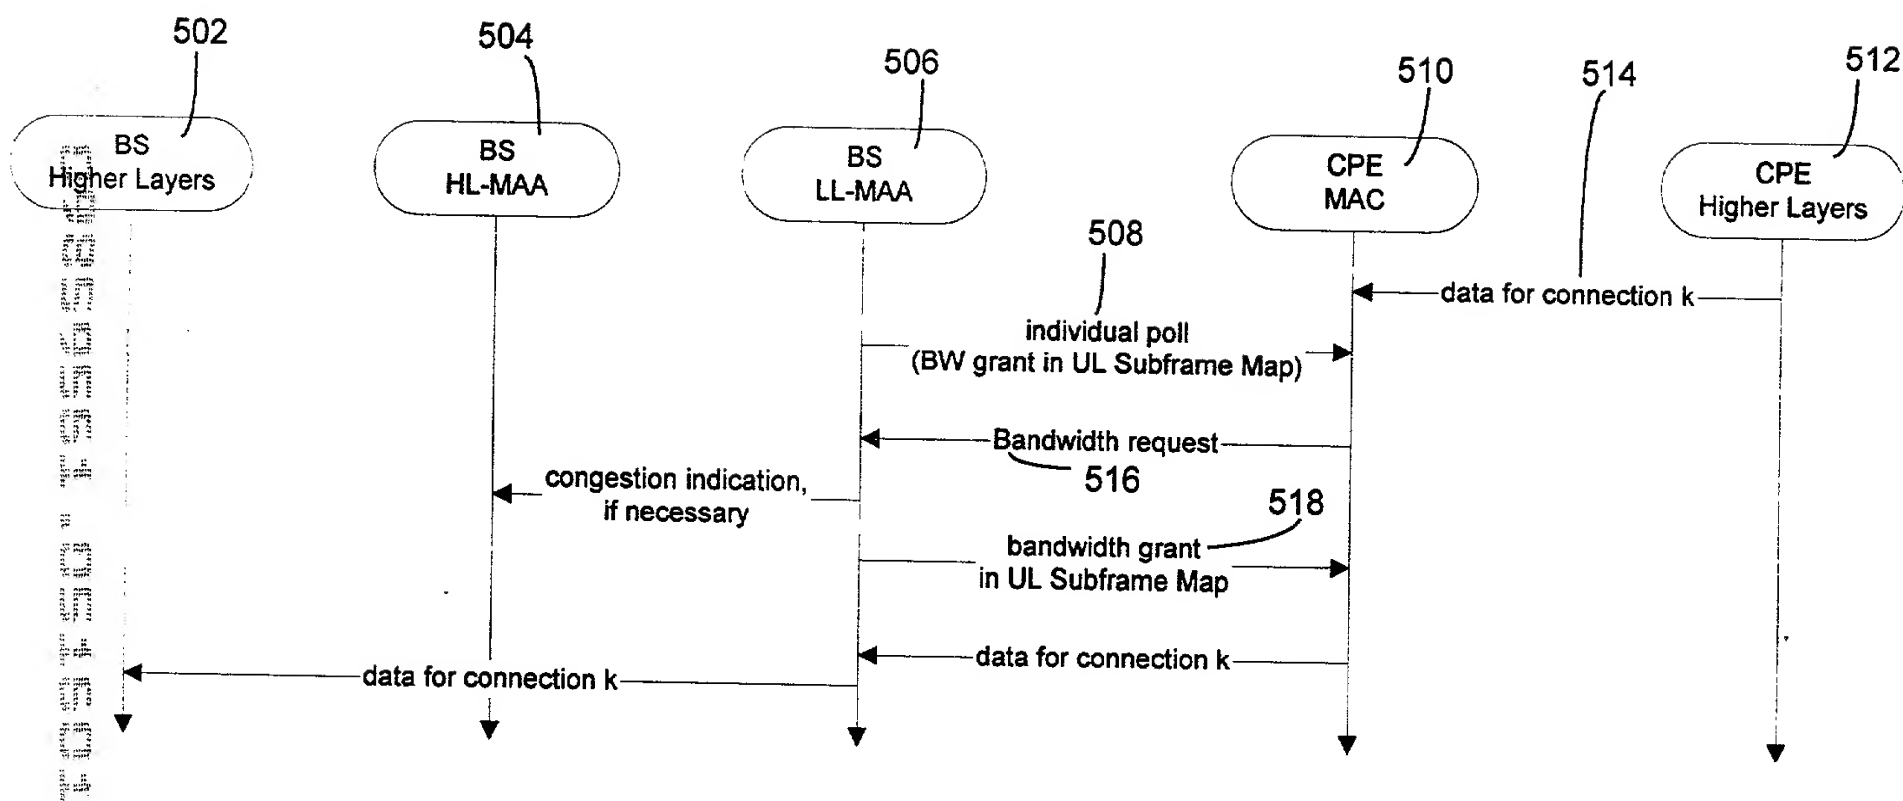 502
504
506
510
514
512
BS
Higher Layers
BS
HL-MAA
BS
LL-MAA
CPE
MAC
CPE
Higher Layers
508
data for connection k
individual poll
(BW grant in UL Subframe Map)
Bandwidth request
516
congestion indication,
if necessary
518
bandwidth grant
in UL Subframe Map
data for connection k
data for connection k